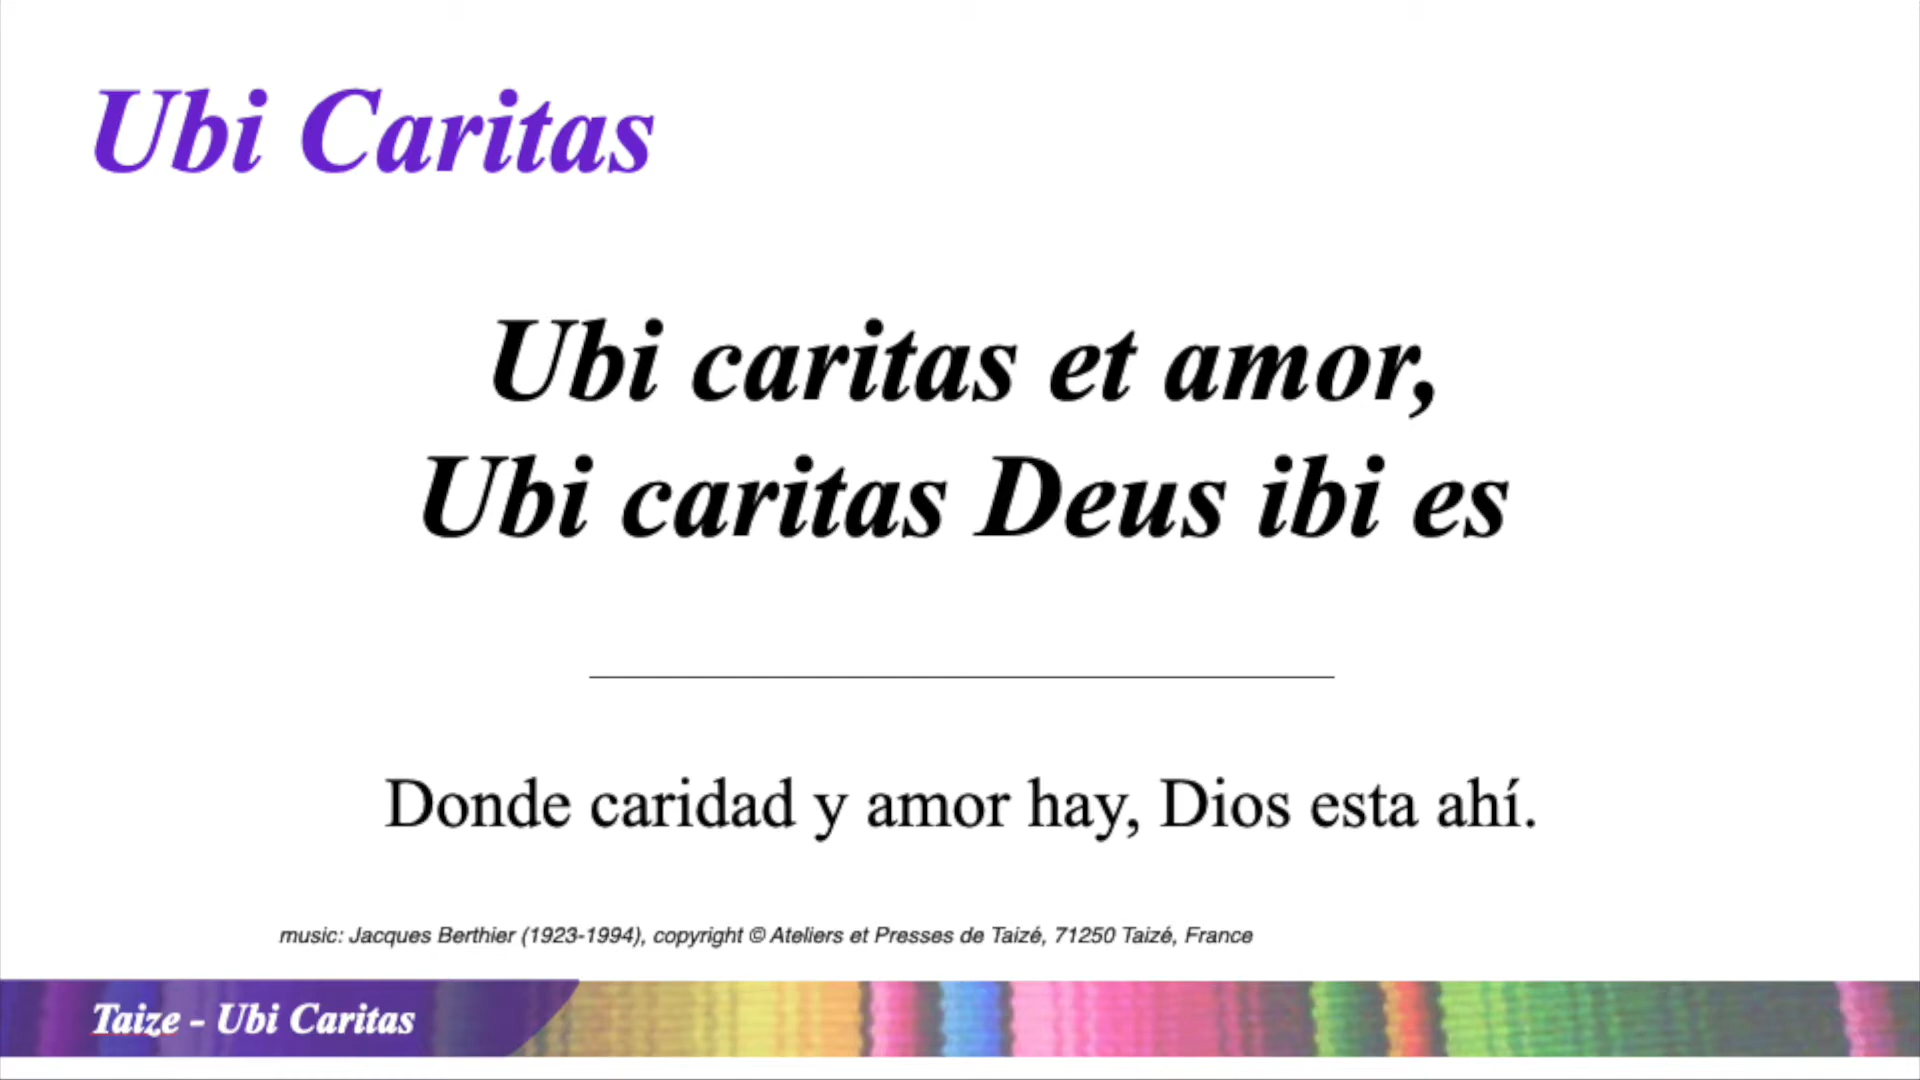 Ubi Caritas
Ubi caritas et amor,
Ubi caritas Deus ibi es
Donde caridad y amor hay, Dios esta ahí.
music: Jacques Berthier (1923-1994), copyright © Ateliers et Presses de Taizé, 71250 Taizé, France
Taize - Ubi Caritas